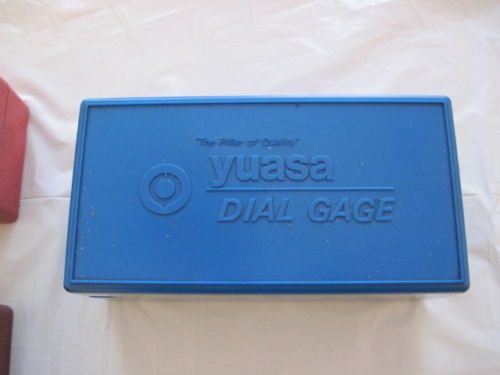 "The Pillar of Quality"
yuasa
DIAL GAGE